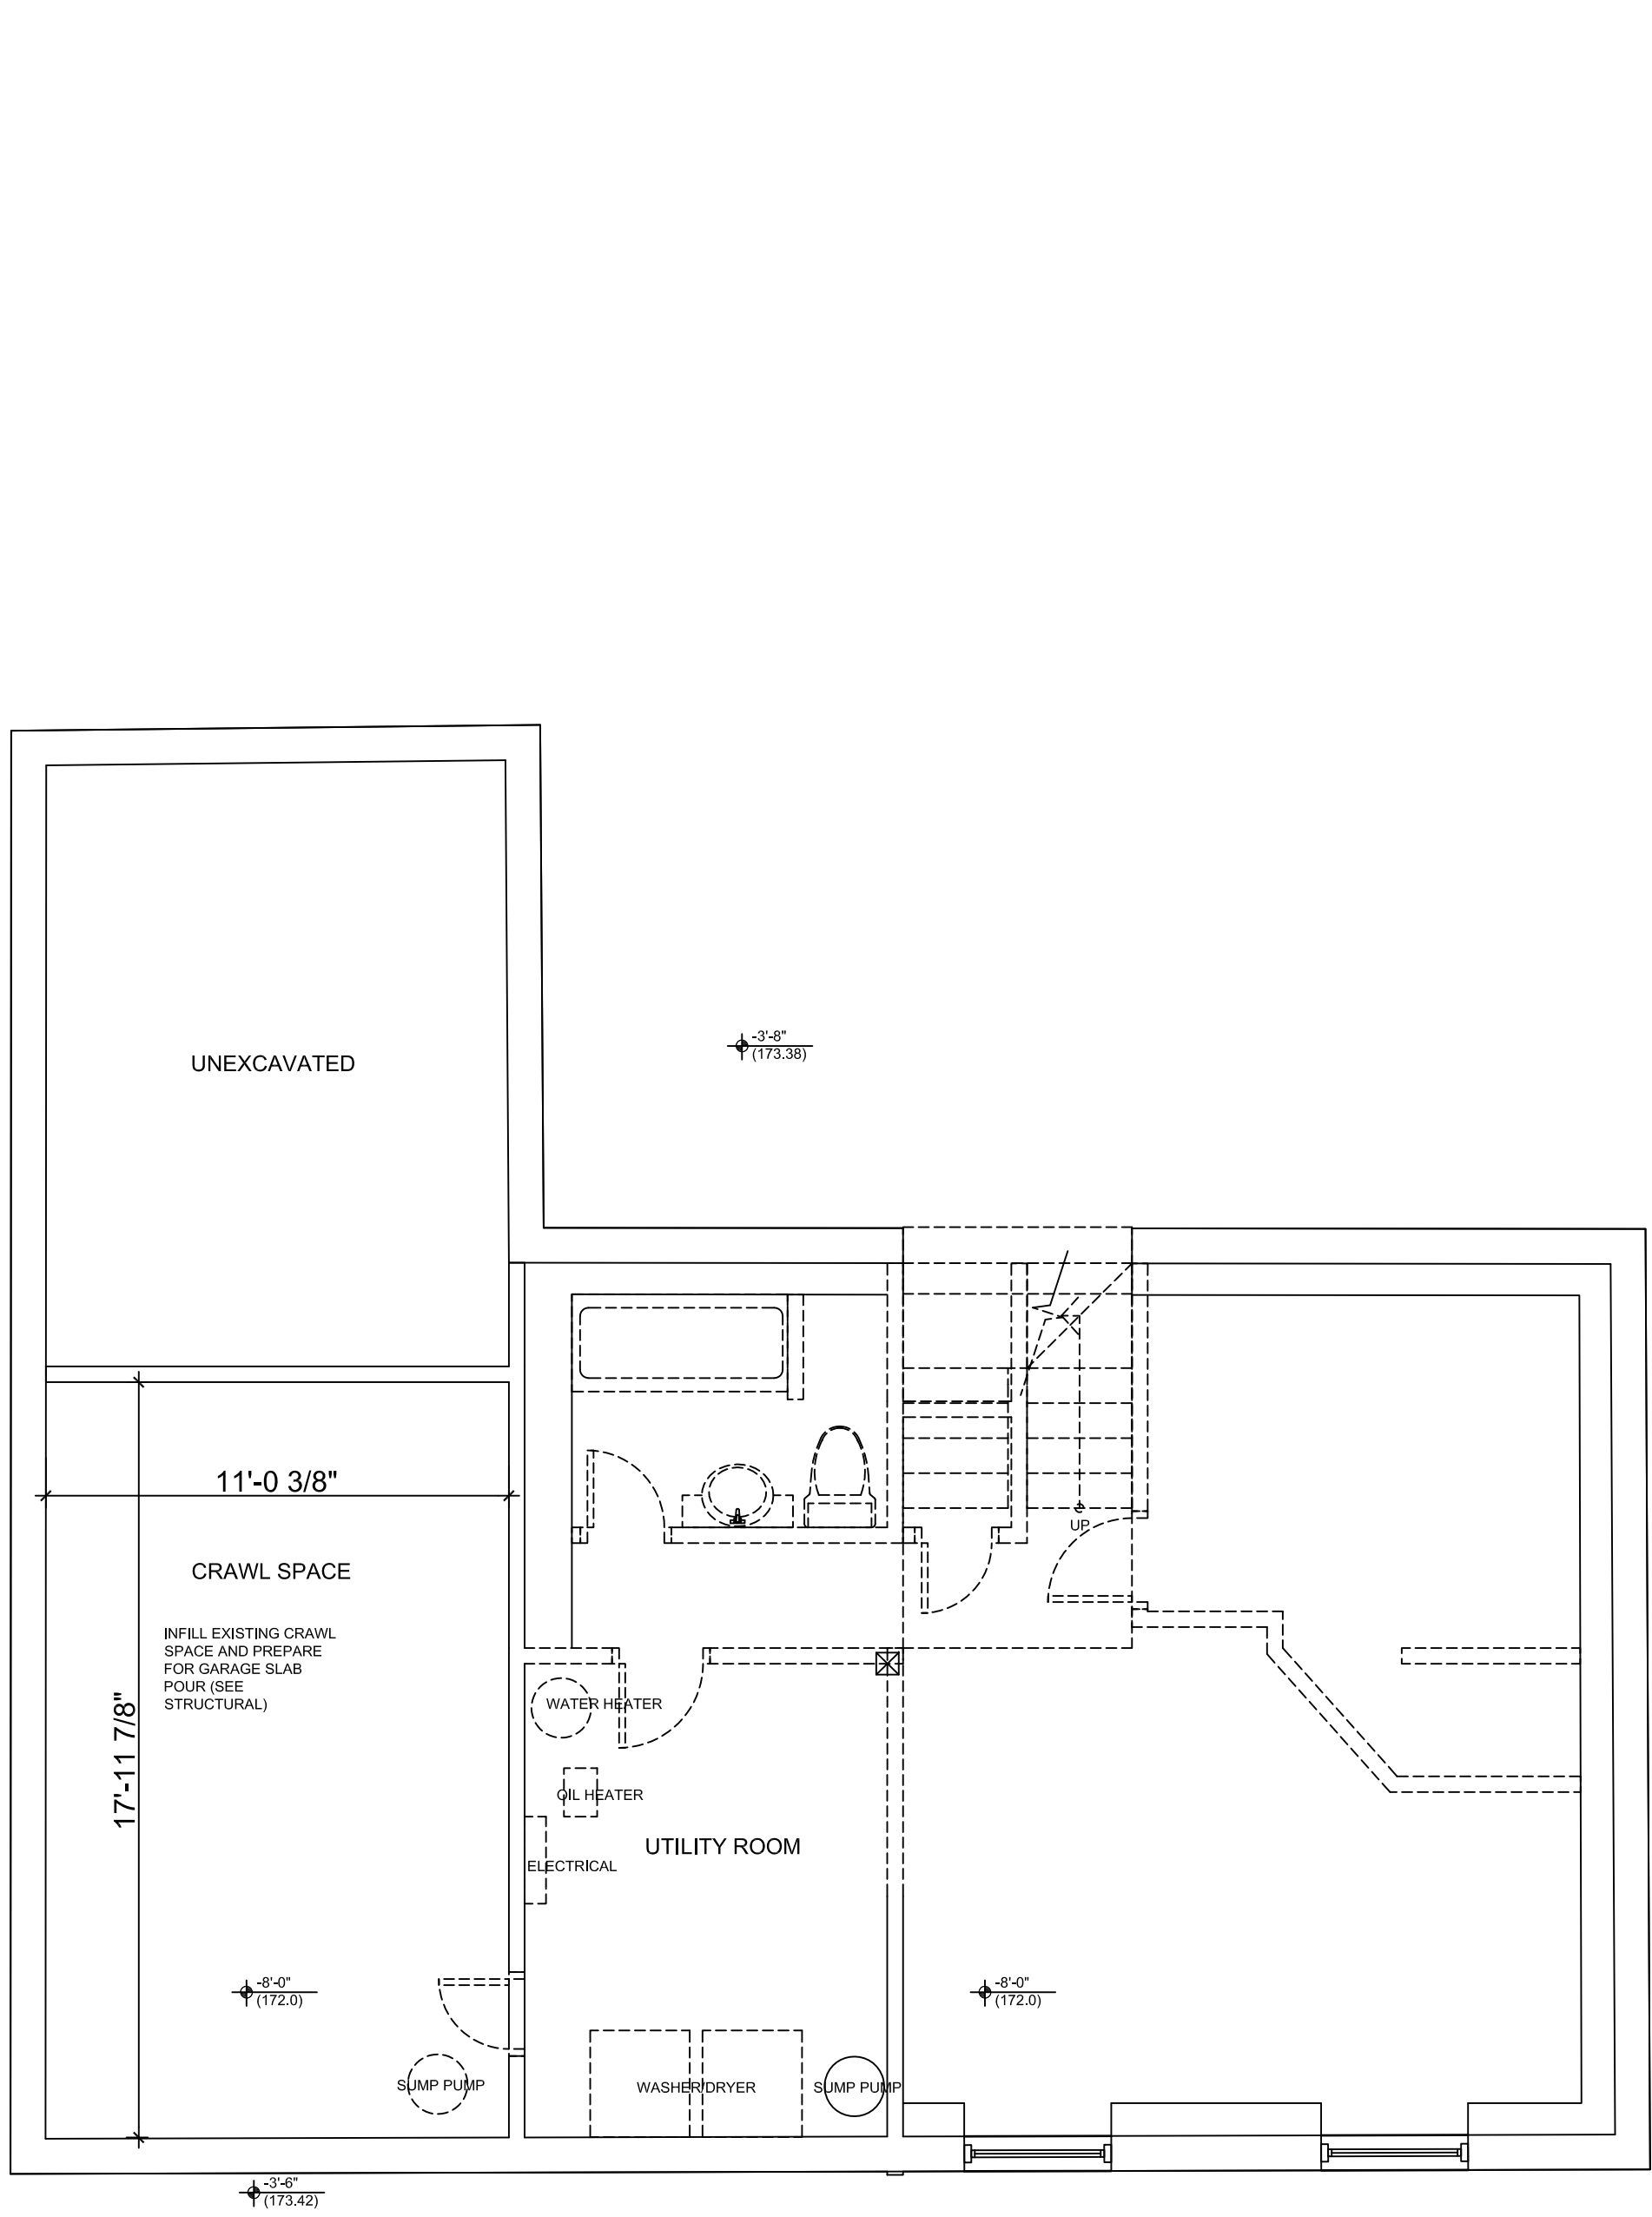 -3'-8"
(173.38)
UNEXCAVATED
11'-0 3/8"
UP
CRAWL SPACE
INFILL EXISTING CRAWL
SPACE AND PREPARE
FOR GARAGE SLAB
POUR (SEE
STRUCTURAL)
17'-11 7/8"
WATER HEATER
OIL HEATER
UTILITY ROOM
ELECTRICAL
-8'-0"
(172.0)
-8'-0"
(172.0)
SUMP PUMP
WASHER/DRYER
SUMP PUMP
-3'-6"
(173.42)